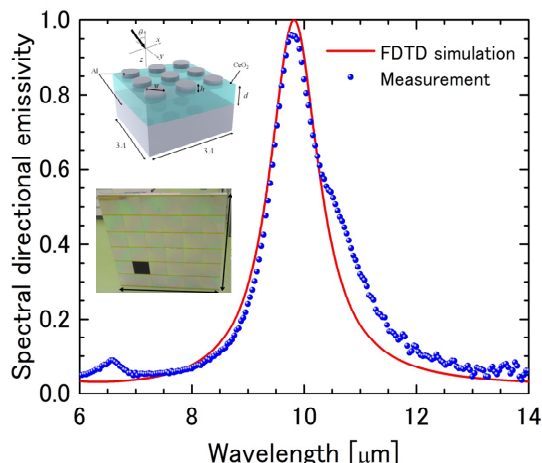 1.0
0.8
0.6
0.4
0.2
0.0
6
8
10
12
14
Spectral directional emissivity
Wavelength [μm]
FDTD simulation
Measurement
θ
x
y
z
Al
CeO₂
w
h
d
3Λ
3Λ